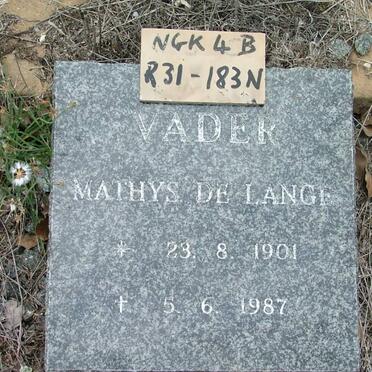 NGK 4 B
R31-183N
VADER
MATHYS DE LANGE
* 23. 8. 1901
† 5. 6. 1987